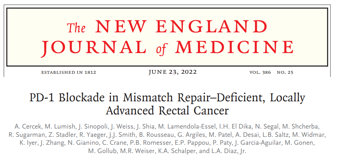 The NEW ENGLAND
JOURNAL of MEDICINE
ESTABLISHED IN 1812 JUNE 23, 2022 VOL. 386 NO. 25
PD-1 Blockade in Mismatch Repair–Deficient, Locally
Advanced Rectal Cancer
A. Cercek, M. Lumish, J. Sinopoli, J. Weiss, J. Shia, M. Lamendola-Essel, I.H. El Dika, N. Segal, M. Shcherba,
R. Sugarman, Z. Stadler, R. Yaeger, J.J. Smith, B. Rousseau, G. Argiles, M. Patel, A. Desai, L.B. Saltz, M. Widmar,
K. Iyer, J. Zhang, N. Gianino, C. Crane, P.B. Romesser, E.P. Pappou, P. Paty, J. Garcia-Aguilar, M. Gonen,
M. Gollub, M.R. Weiser, K.A. Schalper, and L.A. Diaz, Jr.